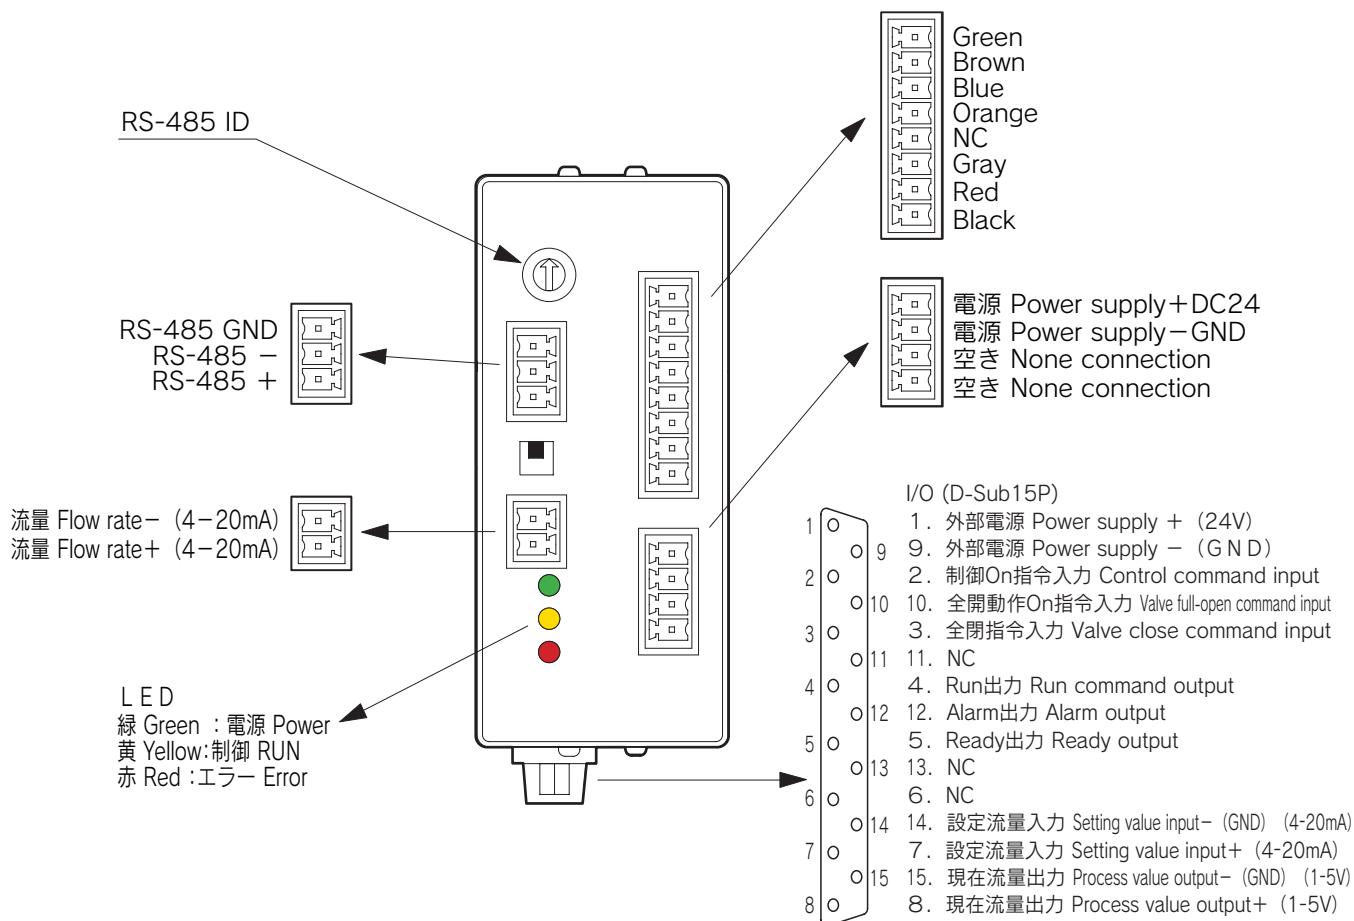 Green
Brown
Blue
Orange
NC
Gray
Red
Black
RS-485 ID
電源 Power supply＋DC24
電源 Power supply－GND
空き None connection
空き None connection
RS-485 GND
RS-485 －
RS-485 ＋
流量 Flow rate－（4－20mA）
流量 Flow rate＋（4－20mA）
ＬＥＤ
緑 Green ：電源 Power
黄 Yellow：制御 RUN
赤 Red：エラー Error
I/O (D-Sub15P)
1 １．外部電源 Power supply ＋（24V）
9 ９．外部電源 Power supply －（ＧＮＤ）
2 ２．制御On指令入力 Control command input
10 10．全開動作On指令入力 Valve full-open command input
3 ３．全閉指令入力 Valve close command input
11 11．NC
4 ４．Run出力 Run command output
12 12．Alarm出力 Alarm output
5 ５．Ready出力 Ready output
13 13．NC
6 ６．NC
14 14．設定流量入力 Setting value input－（GND）（4-20mA）
7 ７．設定流量入力 Setting value input＋（4-20mA）
15 15．現在流量出力 Process value output－（GND）（1-5V）
8 ８．現在流量出力 Process value output＋（1-5V）